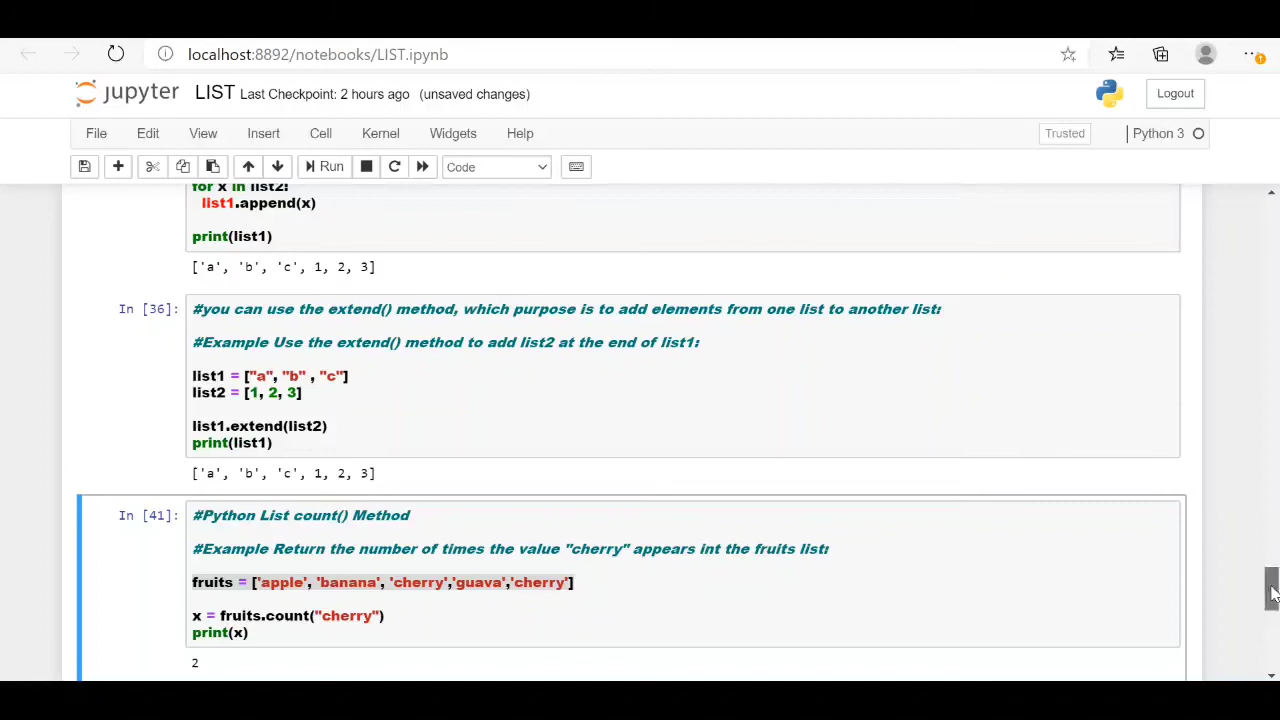 localhost:8892/notebooks/LIST.ipynb
jupyter LIST Last Checkpoint: 2 hours ago (unsaved changes) Logout
File Edit View Insert Cell Kernel Widgets Help Trusted Python 3
Run Code
for x in list2:
list1.append(x)
print(list1)
['a', 'b', 'c', 1, 2, 3]
In [36]: #you can use the extend() method, which purpose is to add elements from one list to another list:
#Example Use the extend() method to add list2 at the end of list1:
list1 = ["a", "b" , "c"]
list2 = [1, 2, 3]
list1.extend(list2)
print(list1)
['a', 'b', 'c', 1, 2, 3]
In [41]: #Python List count() Method
#Example Return the number of times the value "cherry" appears int the fruits list:
fruits = ['apple', 'banana', 'cherry','guava','cherry']
x = fruits.count("cherry")
print(x)
2